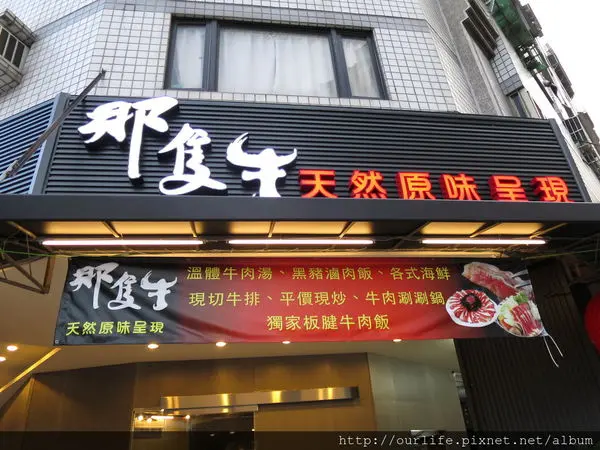 那隻牛 天然原味呈現
那隻牛
天然原味呈現
溫體牛肉湯、黑豬滷肉飯、各式海鮮
現切牛排、平價現炒、牛肉涮涮鍋
獨家板腱牛肉飯
http://ourlife.pixnet.net/album